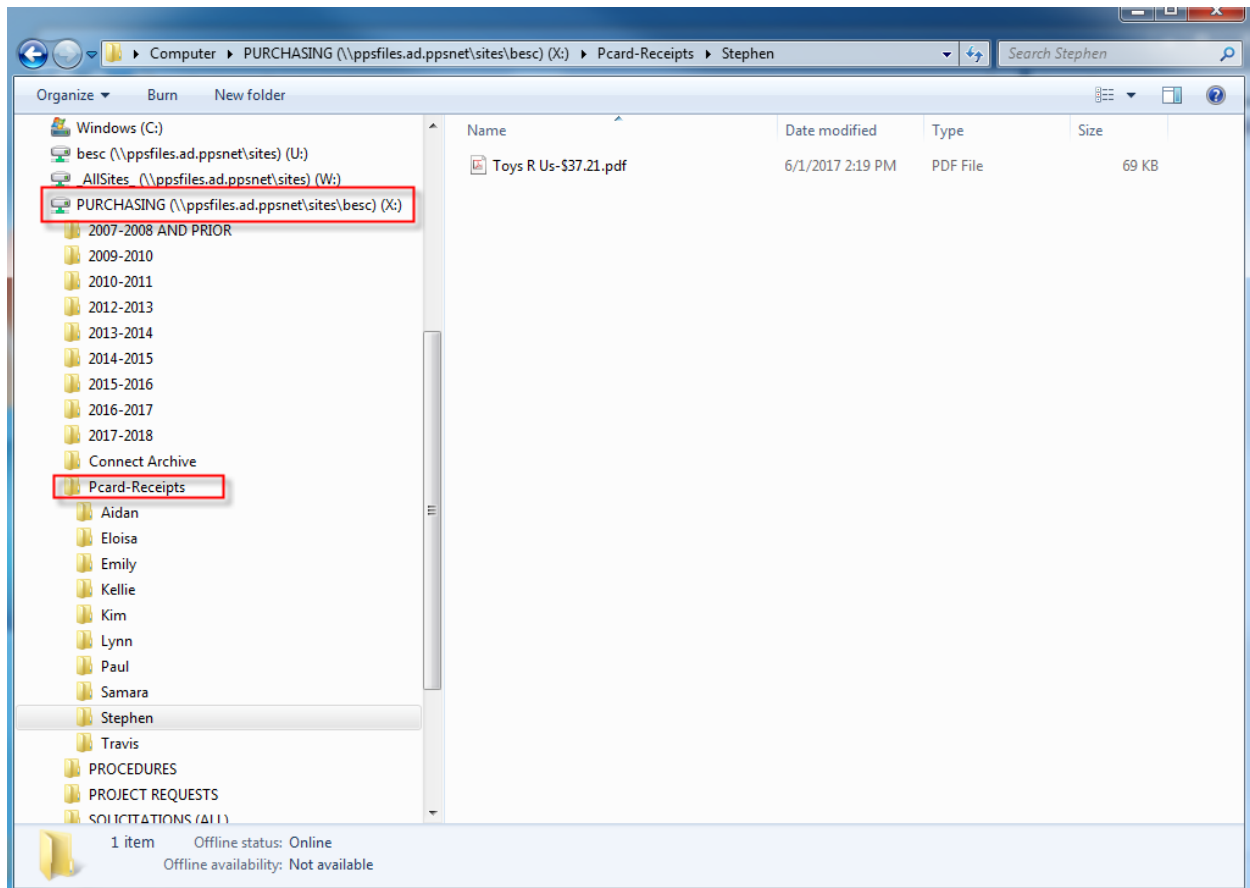 Computer PURCHASING (\\ppsfiles.ad.ppsnet\sites\besc) (X:) Pcard-Receipts Stephen
Search Stephen
Organize Burn New folder
Windows (C:)
besc (\\ppsfiles.ad.ppsnet\sites) (U:)
_AllSites_ (\\ppsfiles.ad.ppsnet\sites) (W:)
PURCHASING (\\ppsfiles.ad.ppsnet\sites\besc) (X:)
2007-2008 AND PRIOR
2009-2010
2010-2011
2012-2013
2013-2014
2014-2015
2015-2016
2016-2017
2017-2018
Connect Archive
Pcard-Receipts
Aidan
Eloisa
Emily
Kellie
Kim
Lynn
Paul
Samara
Stephen
Travis
PROCEDURES
PROJECT REQUESTS
SOLICITATIONS (ALL)
Name Date modified Type Size
Toys R Us-$37.21.pdf 6/1/2017 2:19 PM PDF File 69 KB
1 item Offline status: Online
Offline availability: Not available